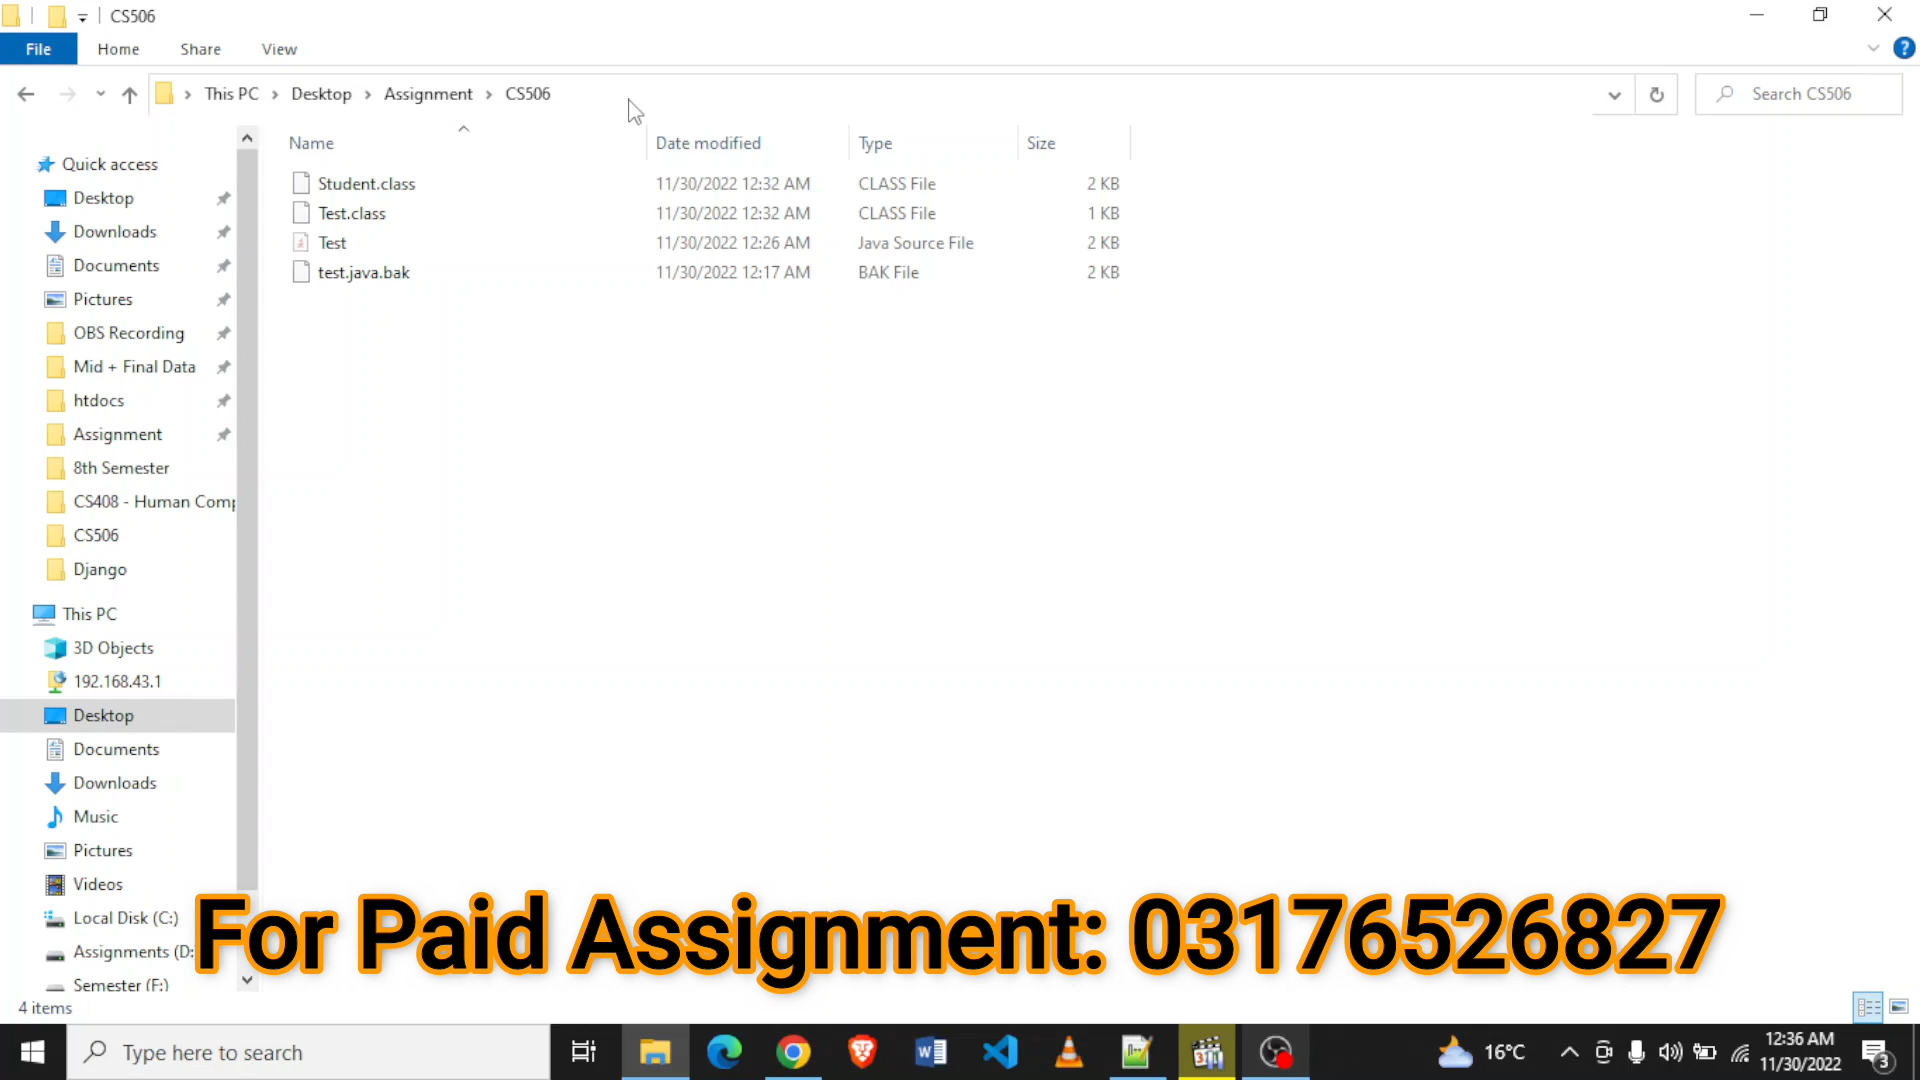 CS506
File Home Share View
This PC Desktop Assignment CS506
Search CS506
Name Date modified Type Size
Student.class 11/30/2022 12:32 AM CLASS File 2 KB
Test.class 11/30/2022 12:32 AM CLASS File 1 KB
Test 11/30/2022 12:26 AM Java Source File 2 KB
test.java.bak 11/30/2022 12:17 AM BAK File 2 KB
Quick access
Desktop
Downloads
Documents
Pictures
OBS Recording
Mid + Final Data
htdocs
Assignment
8th Semester
CS408 - Human Comp
CS506
Django
This PC
3D Objects
192.168.43.1
Desktop
Documents
Downloads
Music
Pictures
Videos
Local Disk (C:)
Assignments (D:
Semester (F:)
For Paid Assignment: 03176526827
4 items
Type here to search
16°C
12:36 AM
11/30/2022
3